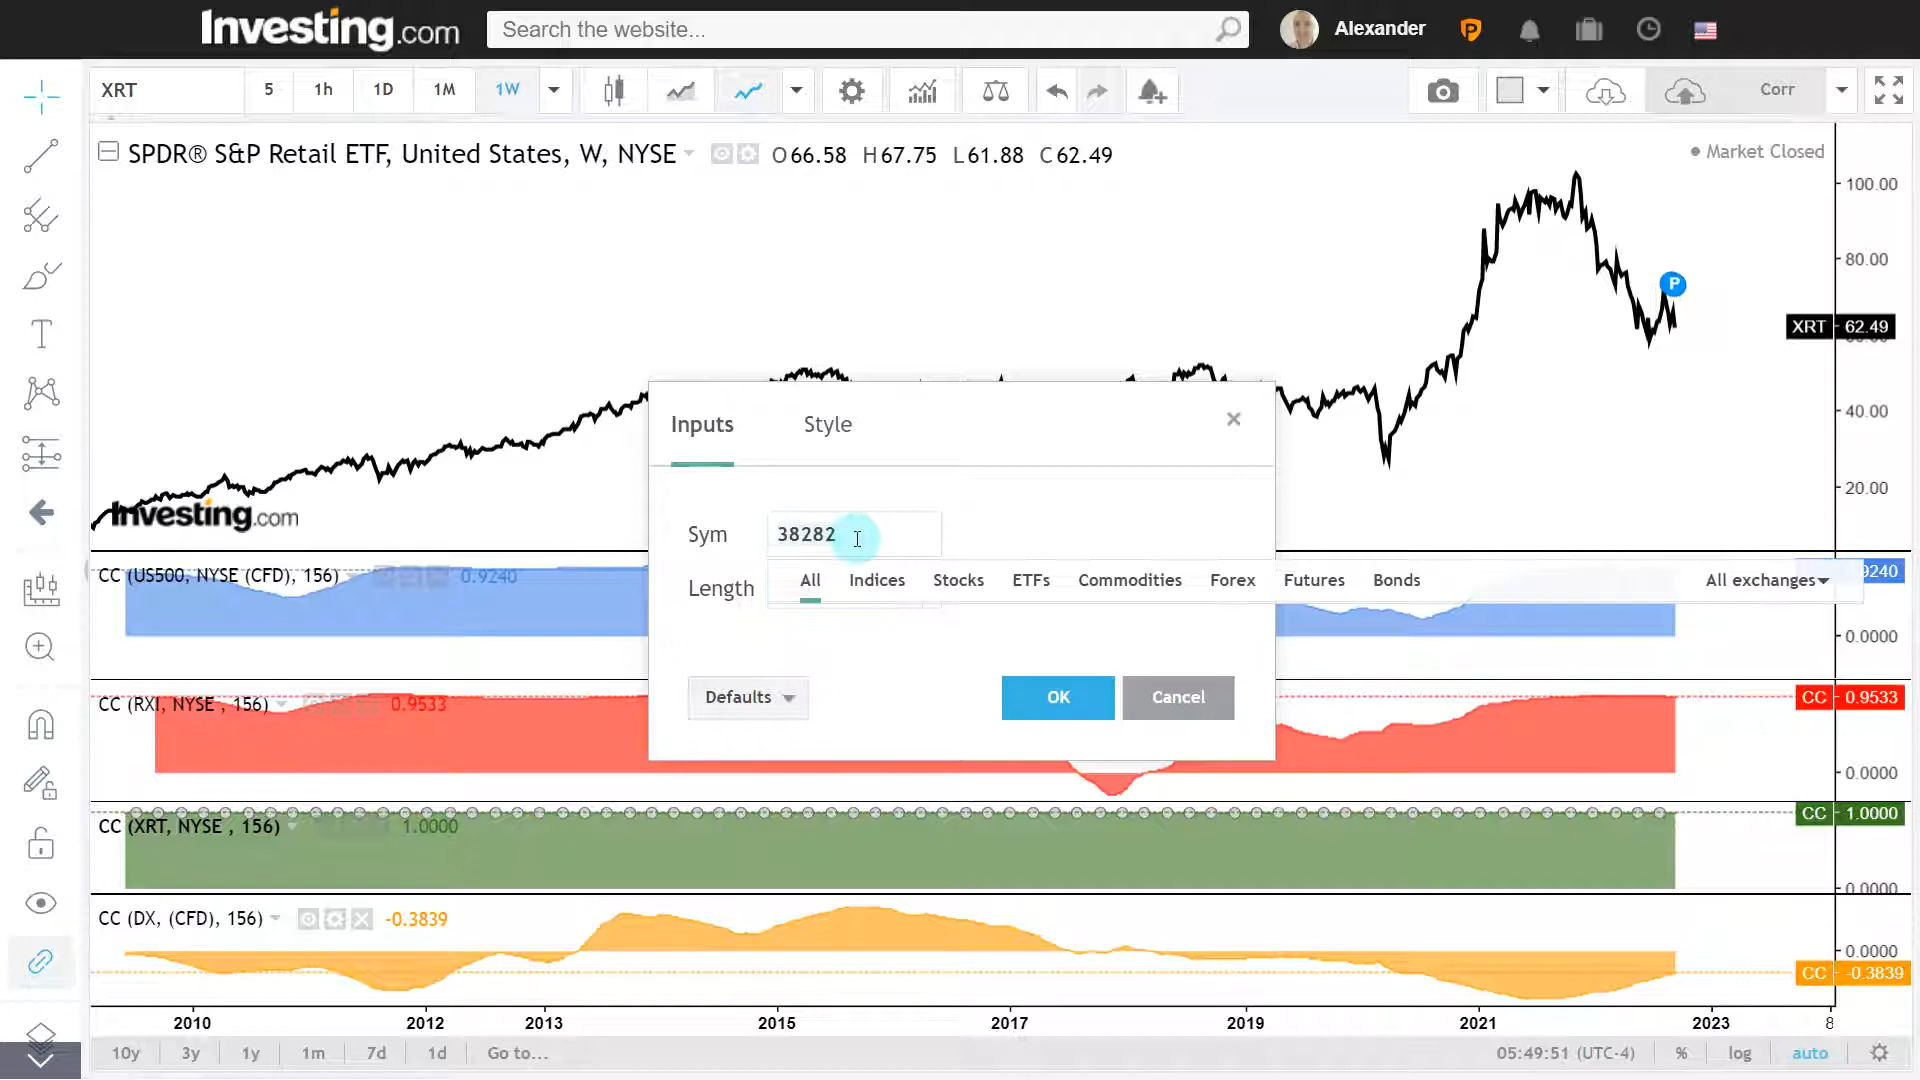 Investing.com
Search the website...
Alexander
XRT
5
1h
1D
1M
1W
Corr
SPDR® S&P Retail ETF, United States, W, NYSE
O66.58 H67.75 L61.88 C62.49
Market Closed
100.00
80.00
P
XRT 62.49
40.00
20.00
Investing.com
Inputs
Style
Sym
38282
Length
All
Indices
Stocks
ETFs
Commodities
Forex
Futures
Bonds
All exchanges
Defaults
OK
Cancel
CC (US500, NYSE (CFD), 156)
0.9240
9240
0.0000
CC (RXI, NYSE , 156)
0.9533
CC 0.9533
0.0000
CC (XRT, NYSE , 156)
1.0000
CC 1.0000
0.0000
CC (DX, (CFD), 156)
-0.3839
0.0000
CC -0.3839
2010
2012
2013
2015
2017
2019
2021
2023
8
10y
3y
1y
1m
7d
1d
Go to...
05:49:51 (UTC-4)
%
log
auto